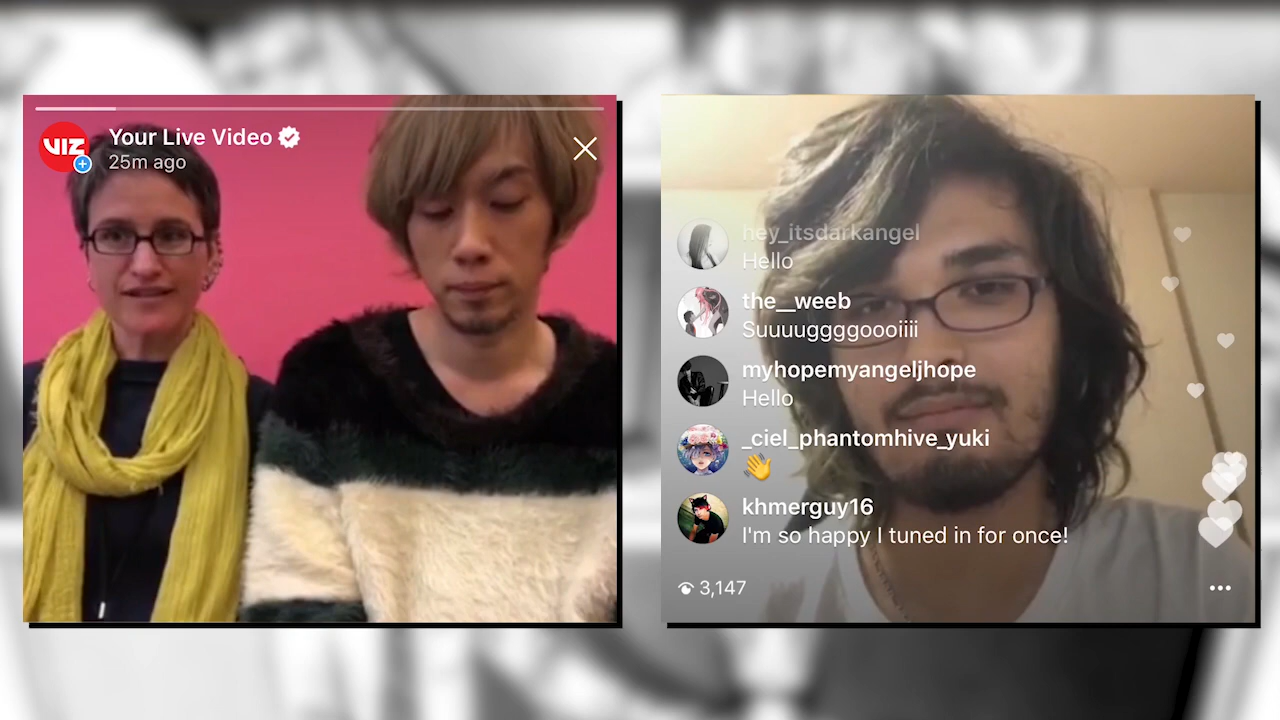 VIZ
Your Live Video
25m ago
hey_itsdarkangel
Hello
the__weeb
Suuuuggggoooiiii
myhopemyangeljhope
Hello
_ciel_phantomhive_yuki
👋
khmerguy16
I'm so happy I tuned in for once!
3,147